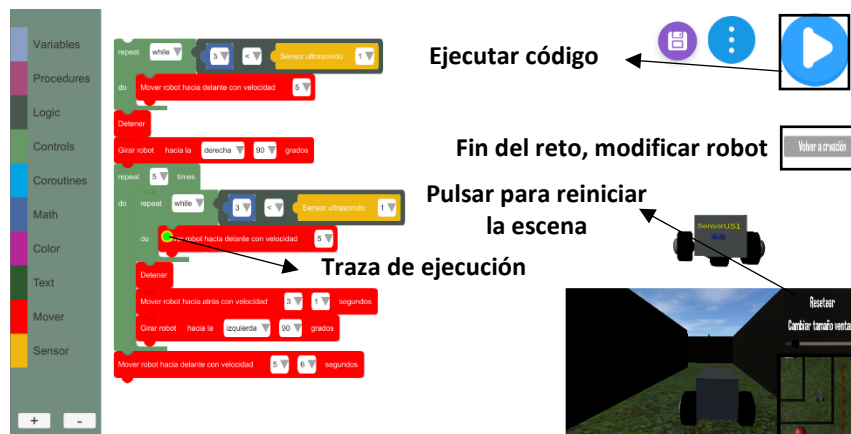 Variables
Procedures
Logic
Controls
Coroutines
Math
Color
Text
Mover
Sensor
+ -
repeat while 3 < Sensor ultrasonido 1
do Mover robot hacia delante con velocidad 5
Detener
Girar robot hacia la derecha 90 grados
repeat 5 times
do repeat while 3 < Sensor ultrasonido 1
do robot hacia delante con velocidad 5
Detener
Mover robot hacia atrás con velocidad 3 1 segundos
Girar robot hacia la izquierda 90 grados
Mover robot hacia delante con velocidad 5 6 segundos
Ejecutar código
Fin del reto, modificar robot
Volver a creación
Pulsar para reiniciar
la escena
SensorUS1
Traza de ejecución
Resetear
Cambiar tamaño venta